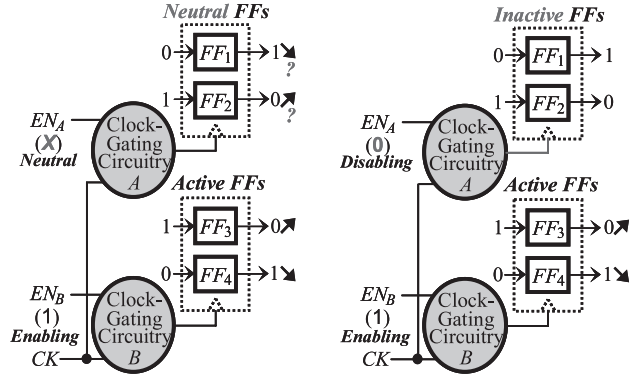 Neutral FFs
0 FF1 1 ?
1 FF2 0 ?
ENA
(X)
Neutral
Clock-
Gating
Circuitry
A
Active FFs
1 FF3 0
0 FF4 1
ENB
(1)
Enabling
CK
Clock-
Gating
Circuitry
B
Inactive FFs
0 FF1 1
1 FF2 0
ENA
(0)
Disabling
Clock-
Gating
Circuitry
A
Active FFs
1 FF3 0
0 FF4 1
ENB
(1)
Enabling
CK
Clock-
Gating
Circuitry
B